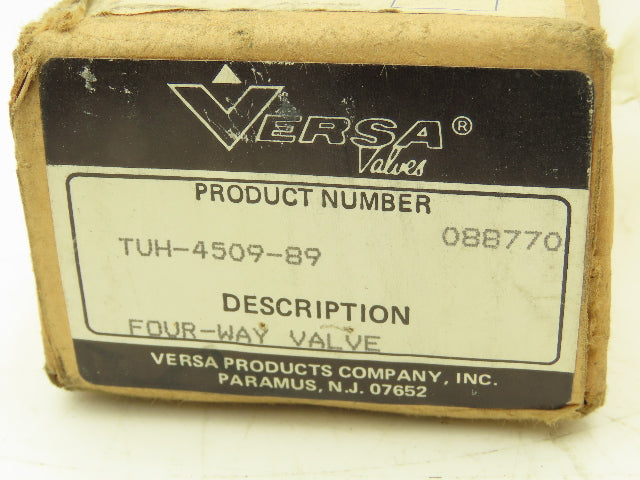 VERSA®
Valves
PRODUCT NUMBER
088770
TUH-4509-89
DESCRIPTION
FOUR-WAY VALVE
VERSA PRODUCTS COMPANY, INC.
PARAMUS, N.J. 07652